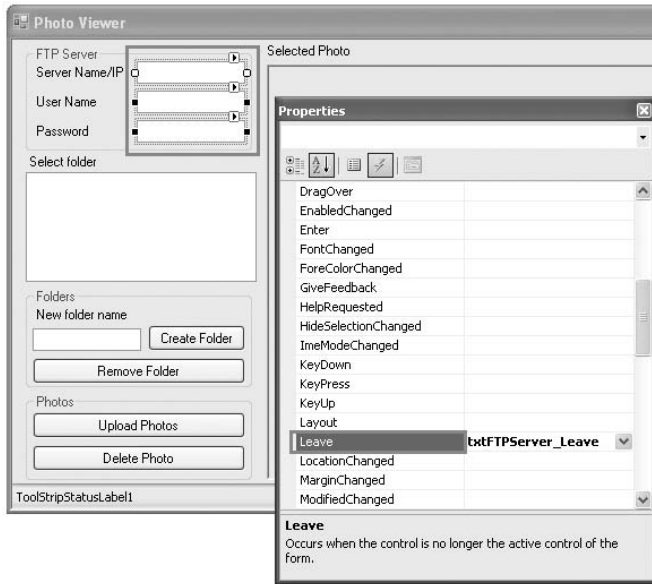 Photo Viewer
FTP Server
Server Name/IP
User Name
Password
Select folder
Folders
New folder name
Create Folder
Remove Folder
Photos
Upload Photos
Delete Photo
ToolStripStatusLabel1
Selected Photo
Properties
DragOver
EnabledChanged
Enter
FontChanged
ForeColorChanged
GiveFeedback
HelpRequested
HideSelectionChanged
ImeModeChanged
KeyDown
KeyPress
KeyUp
Layout
Leave txtFTPServer_Leave
LocationChanged
MarginChanged
ModifiedChanged
Leave
Occurs when the control is no longer the active control of the
form.